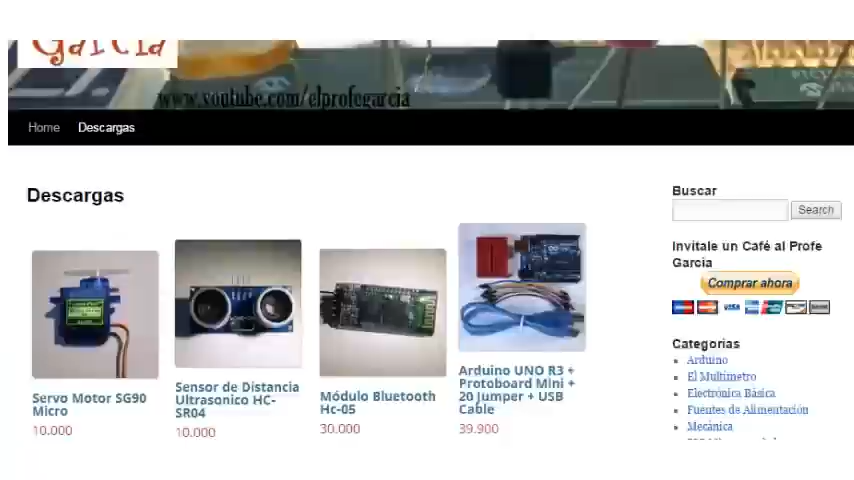 Garcia
www.youtube.com/elprofegarcia
Home Descargas
Descargas
Servo Motor SG90
Micro
10.000
Sensor de Distancia
Ultrasonico HC-
SR04
10.000
Módulo Bluetooth
Hc-05
30.000
Arduino UNO R3 +
Protoboard Mini +
20 Jumper + USB
Cable
39.900
Buscar
Search
Invitale un Café al Profe
Garcia
Comprar ahora
VISA
Categorias
Arduino
El Multimetro
Electrónica Básica
Fuentes de Alimentación
Mecánica